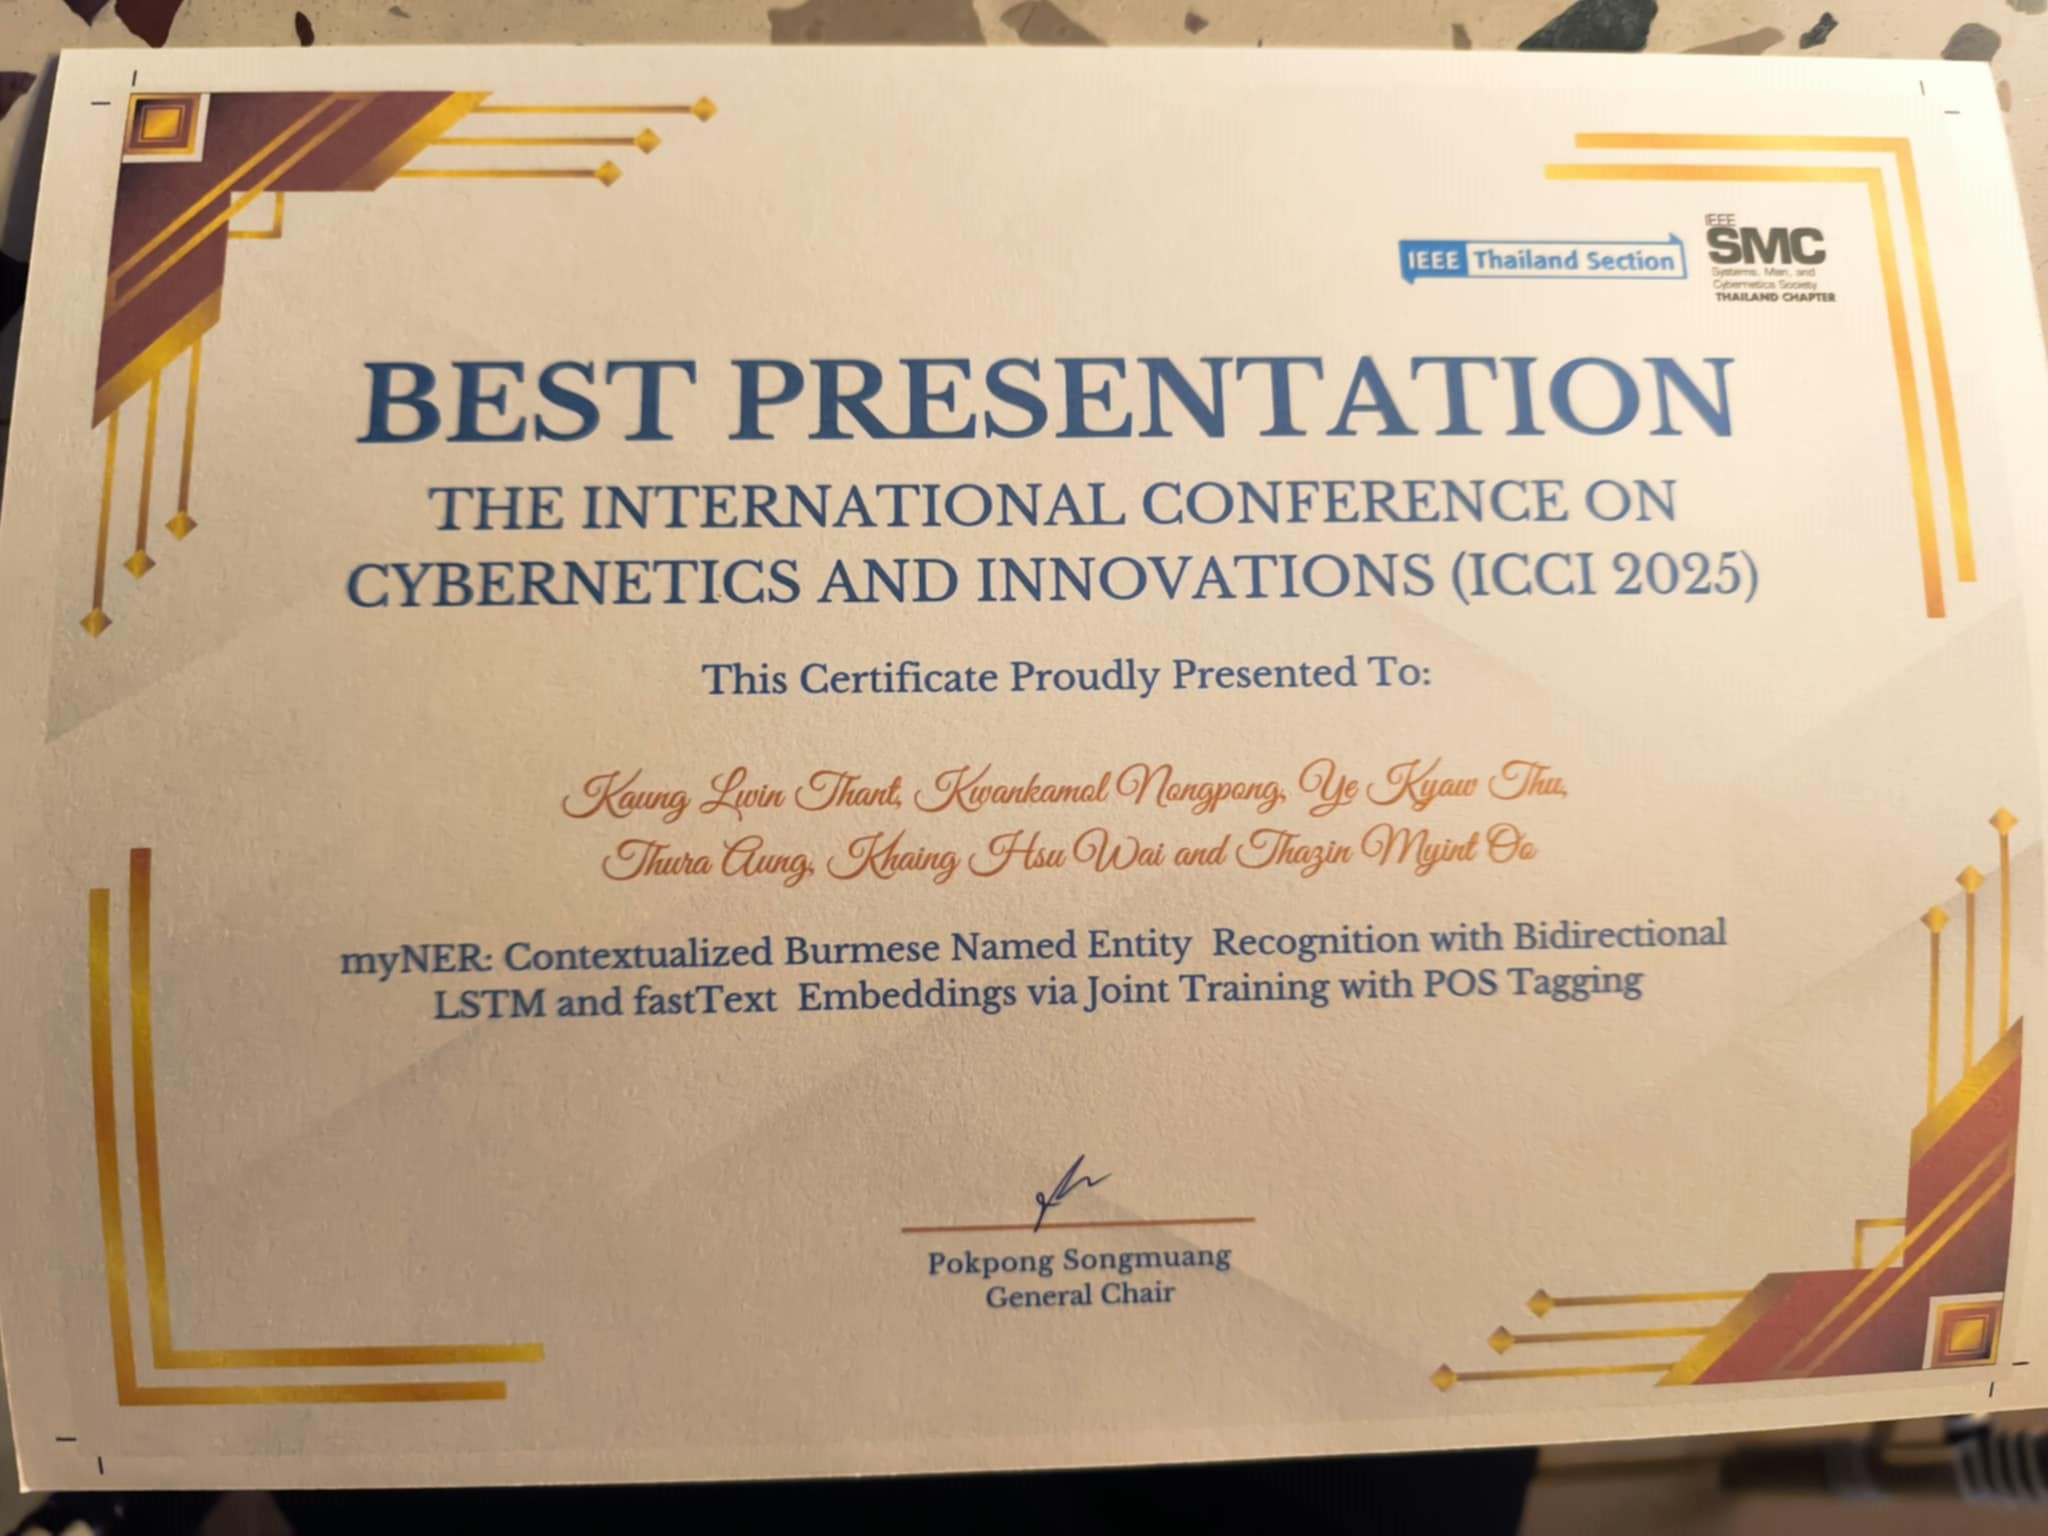 IEEE Thailand Section
IEEE
SMC
Systems, Man, and
Cybernetics Society
THAILAND CHAPTER
BEST PRESENTATION
THE INTERNATIONAL CONFERENCE ON
CYBERNETICS AND INNOVATIONS (ICCI 2025)
This Certificate Proudly Presented To:
Kaung Lwin Thant, Kwankamol Nongpong, Ye Kyaw Thu,
Thura Aung, Khaing Hsu Wai and Thazin Myint Oo
myNER: Contextualized Burmese Named Entity Recognition with Bidirectional
LSTM and fastText Embeddings via Joint Training with POS Tagging
Pokpong Songmuang
General Chair